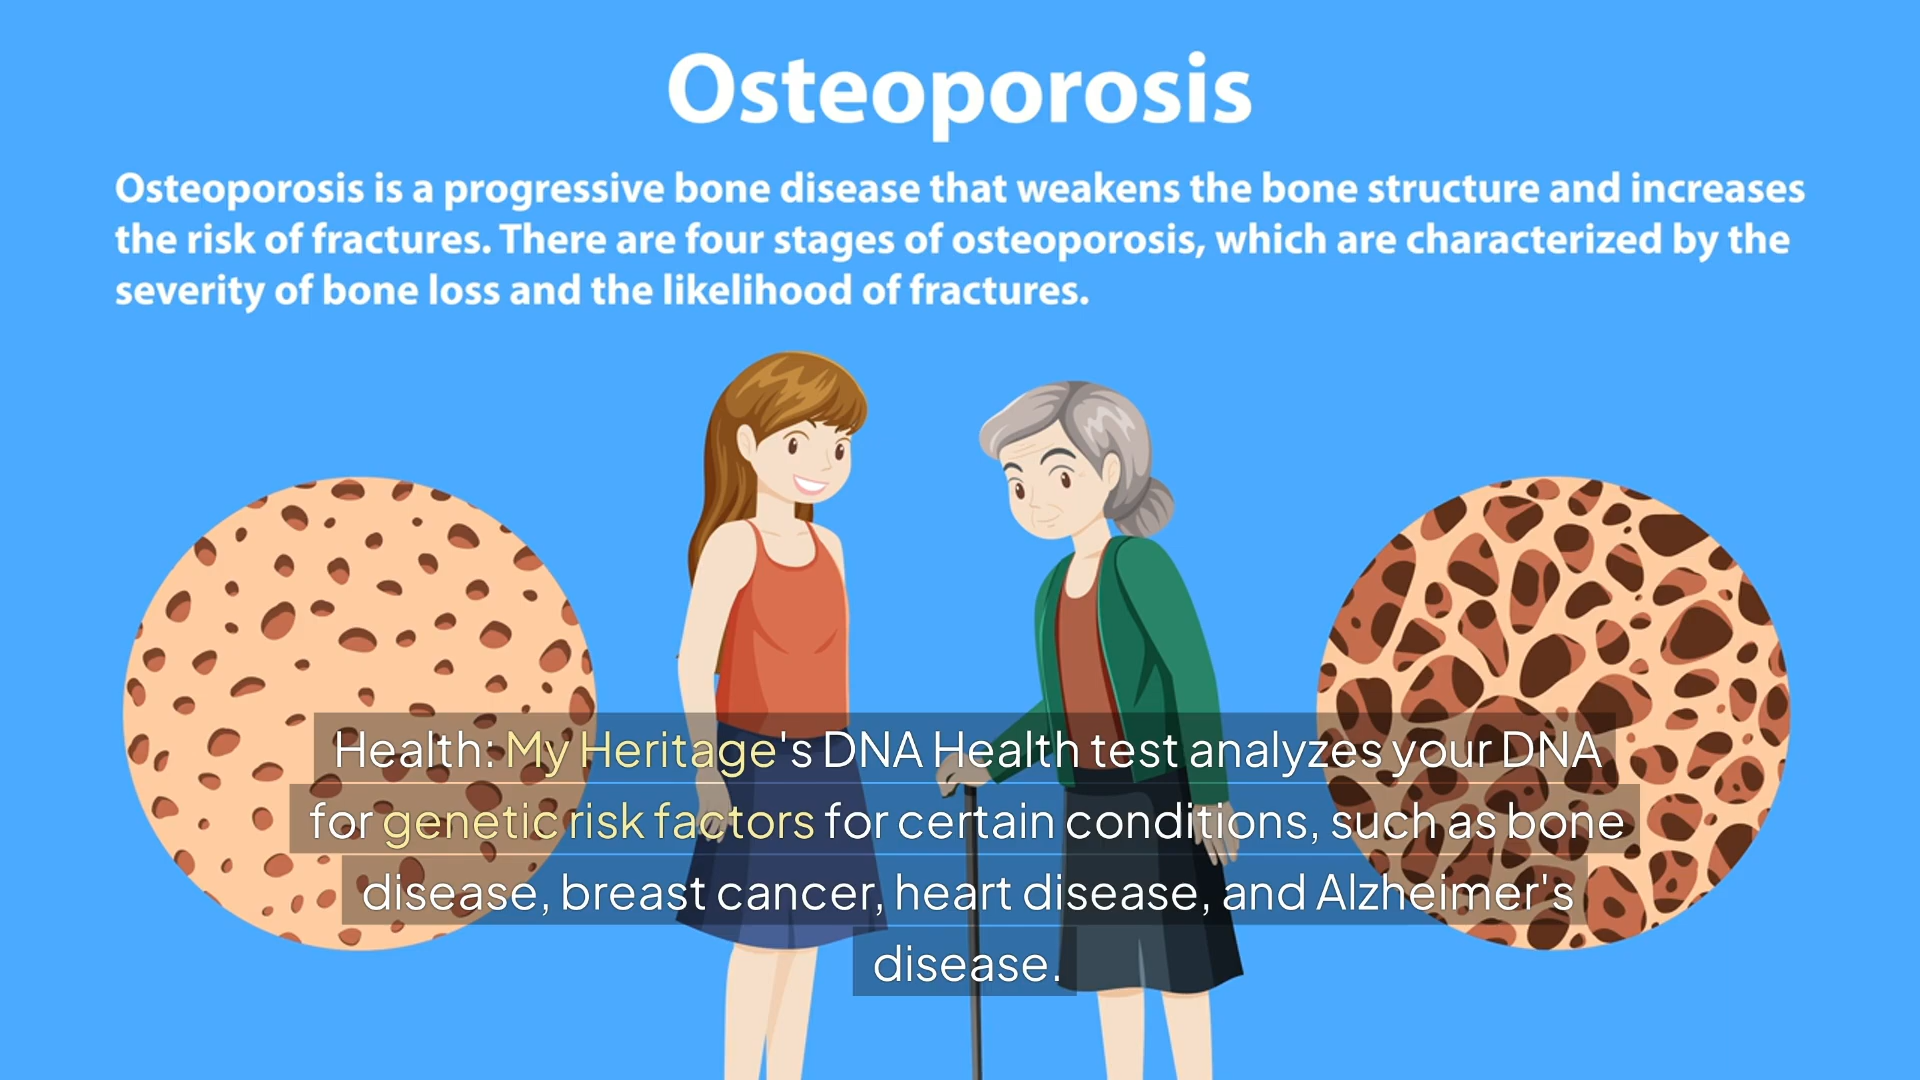 Osteoporosis
Osteoporosis is a progressive bone disease that weakens the bone structure and increases
the risk of fractures. There are four stages of osteoporosis, which are characterized by the
severity of bone loss and the likelihood of fractures.
Health: My Heritage's DNA Health test analyzes your DNA
for genetic risk factors for certain conditions, such as bone
disease, breast cancer, heart disease, and Alzheimer's
disease.